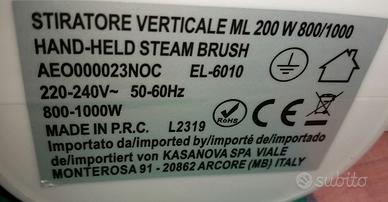 STIRATORE VERTICALE ML 200 W 800/1000
HAND-HELD STEAM BRUSH
AEO000023NOC EL-6010
220-240V~ 50-60Hz
800-1000W
MADE IN P.R.C. L2319
RoHS
Importato da/imported by/importé de/importado
de/importiert von KASANOVA SPA VIALE
MONTEROSA 91 - 20862 ARCORE (MB) ITALY
subito